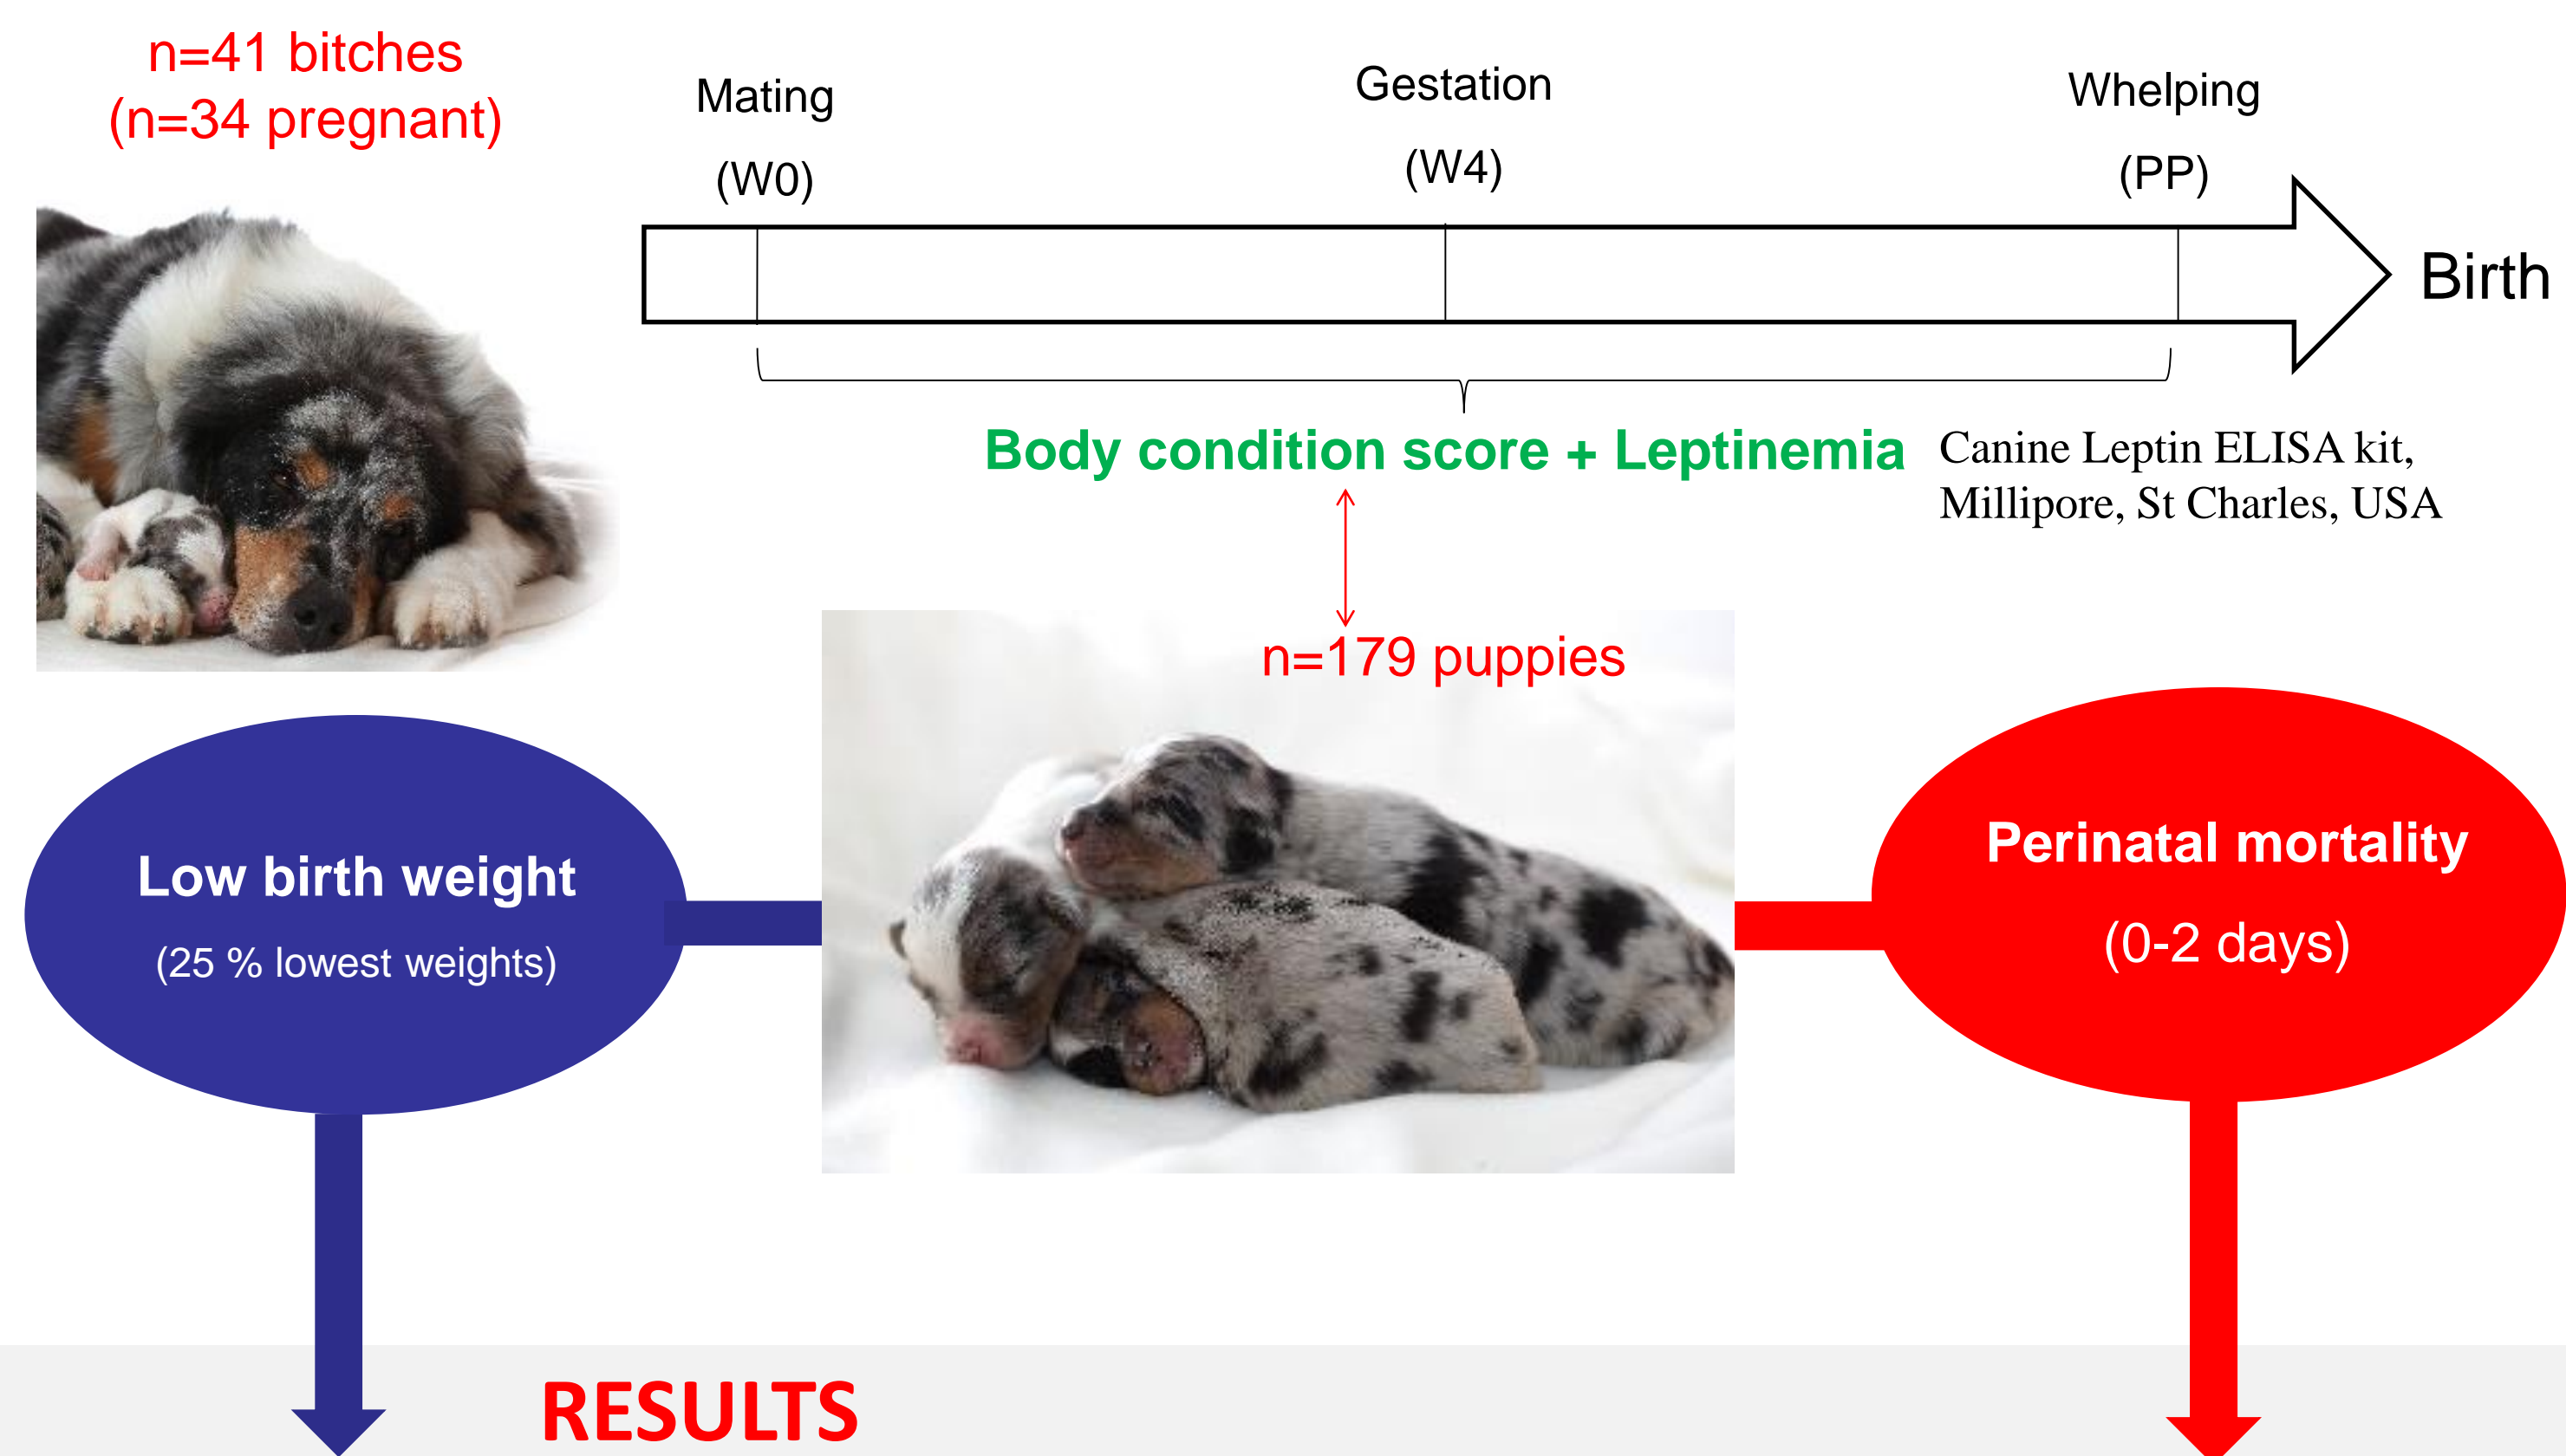 n=41 bitches
(n=34 pregnant)
Mating
(W0)
Gestation
(W4)
Whelping
(PP)
Birth
Body condition score + Leptinemia
Canine Leptin ELISA kit,
Millipore, St Charles, USA
n=179 puppies
Low birth weight
(25 % lowest weights)
Perinatal mortality
(0-2 days)
RESULTS